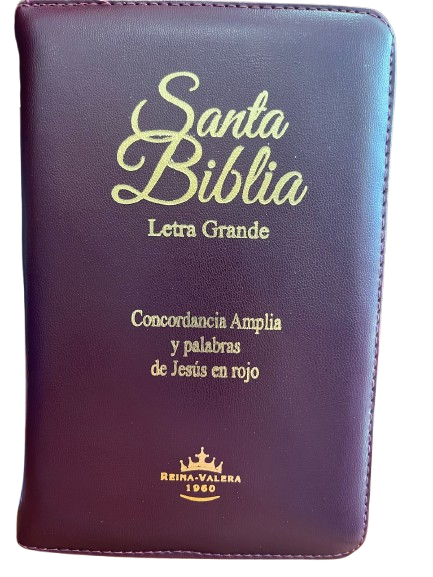 Santa
Biblia
Letra Grande
Concordancia Amplia
y palabras
de Jesús en rojo
REINA-VALERA
1960